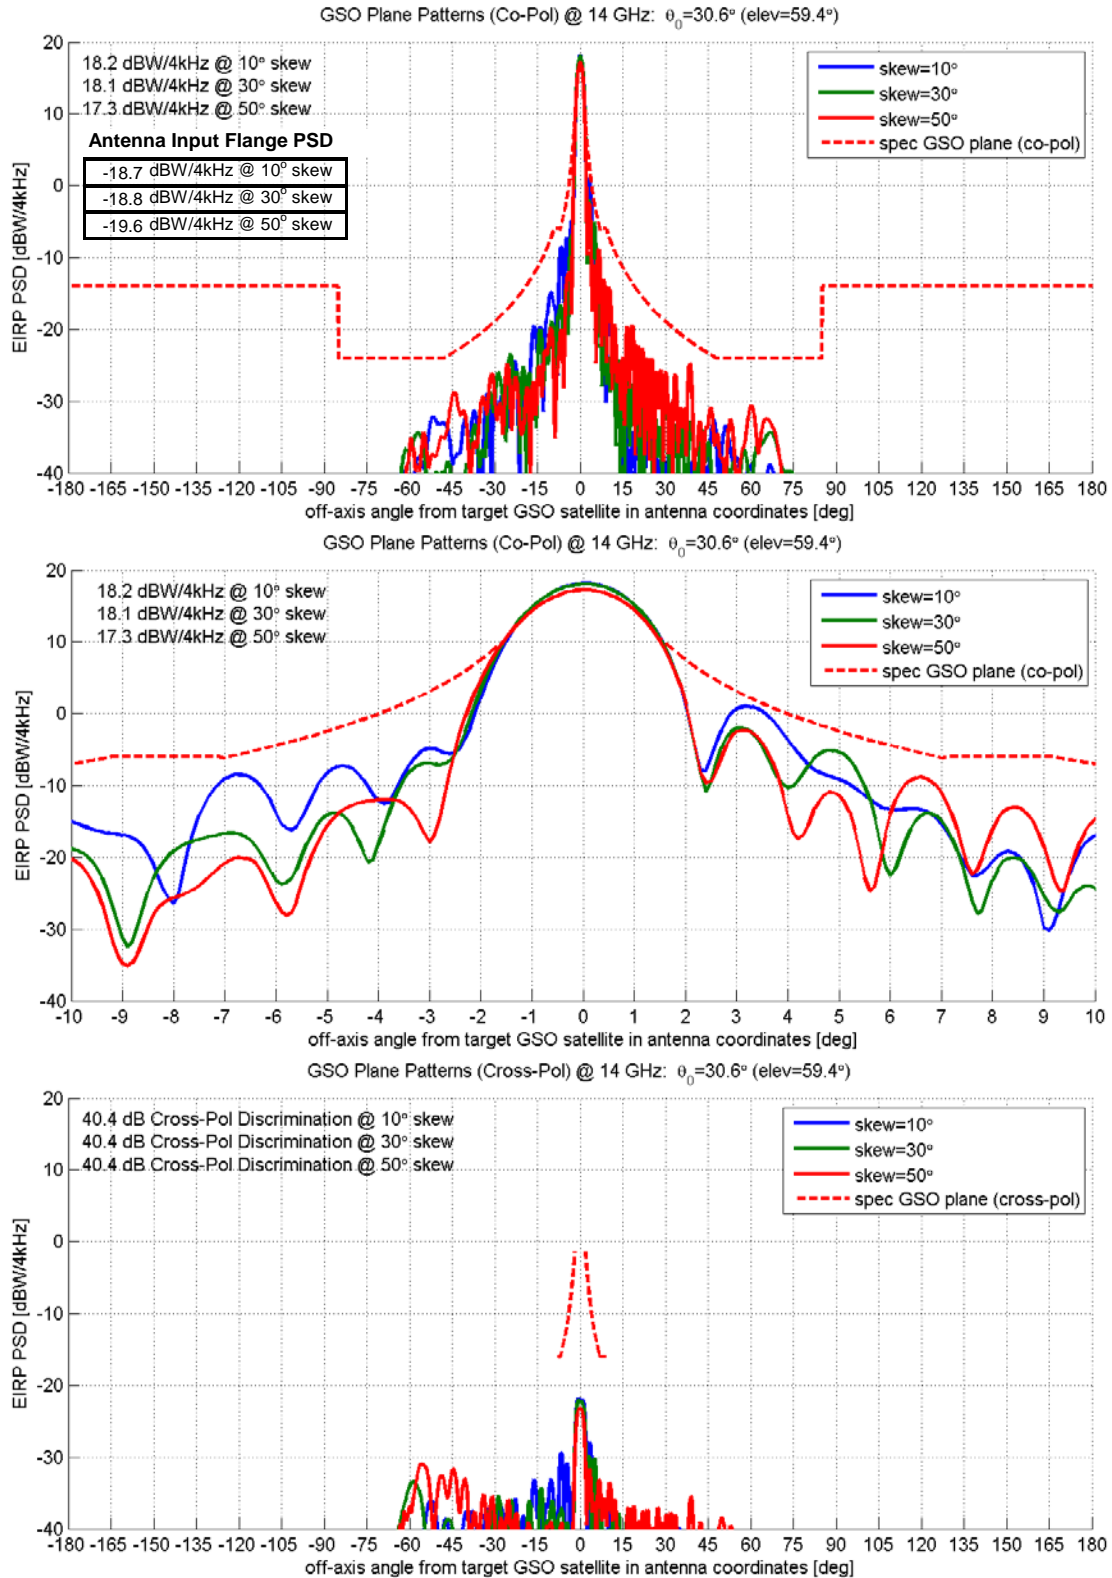 GSO Plane Patterns (Co-Pol) @ 14 GHz: θ0=30.6° (elev=59.4°)
18.2 dBW/4kHz @ 10° skew
18.1 dBW/4kHz @ 30° skew
17.3 dBW/4kHz @ 50° skew
Antenna Input Flange PSD
-18.7 dBW/4kHz @ 10° skew
-18.8 dBW/4kHz @ 30° skew
-19.6 dBW/4kHz @ 50° skew
skew=10°
skew=30°
skew=50°
spec GSO plane (co-pol)
EIRP PSD [dBW/4kHz]
20
10
0
-10
-20
-30
-40
-180 -165 -150 -135 -120 -105 -90 -75 -60 -45 -30 -15 0 15 30 45 60 75 90 105 120 135 150 165 180
off-axis angle from target GSO satellite in antenna coordinates [deg]
GSO Plane Patterns (Co-Pol) @ 14 GHz: θ0=30.6° (elev=59.4°)
18.2 dBW/4kHz @ 10° skew
18.1 dBW/4kHz @ 30° skew
17.3 dBW/4kHz @ 50° skew
skew=10°
skew=30°
skew=50°
spec GSO plane (co-pol)
EIRP PSD [dBW/4kHz]
20
10
0
-10
-20
-30
-40
-10 -9 -8 -7 -6 -5 -4 -3 -2 -1 0 1 2 3 4 5 6 7 8 9 10
off-axis angle from target GSO satellite in antenna coordinates [deg]
GSO Plane Patterns (Cross-Pol) @ 14 GHz: θ0=30.6° (elev=59.4°)
40.4 dB Cross-Pol Discrimination @ 10° skew
40.4 dB Cross-Pol Discrimination @ 30° skew
40.4 dB Cross-Pol Discrimination @ 50° skew
skew=10°
skew=30°
skew=50°
spec GSO plane (cross-pol)
EIRP PSD [dBW/4kHz]
20
10
0
-10
-20
-30
-40
-180 -165 -150 -135 -120 -105 -90 -75 -60 -45 -30 -15 0 15 30 45 60 75 90 105 120 135 150 165 180
off-axis angle from target GSO satellite in antenna coordinates [deg]